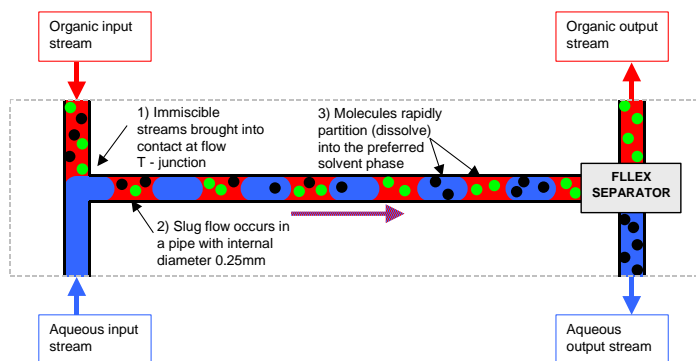 Organic input
stream
Organic output
stream
1) Immiscible
streams brought into
contact at flow
T - junction
3) Molecules rapidly
partition (dissolve)
into the preferred
solvent phase
FLLEX
SEPARATOR
2) Slug flow occurs in
a pipe with internal
diameter 0.25mm
Aqueous input
stream
Aqueous
output stream